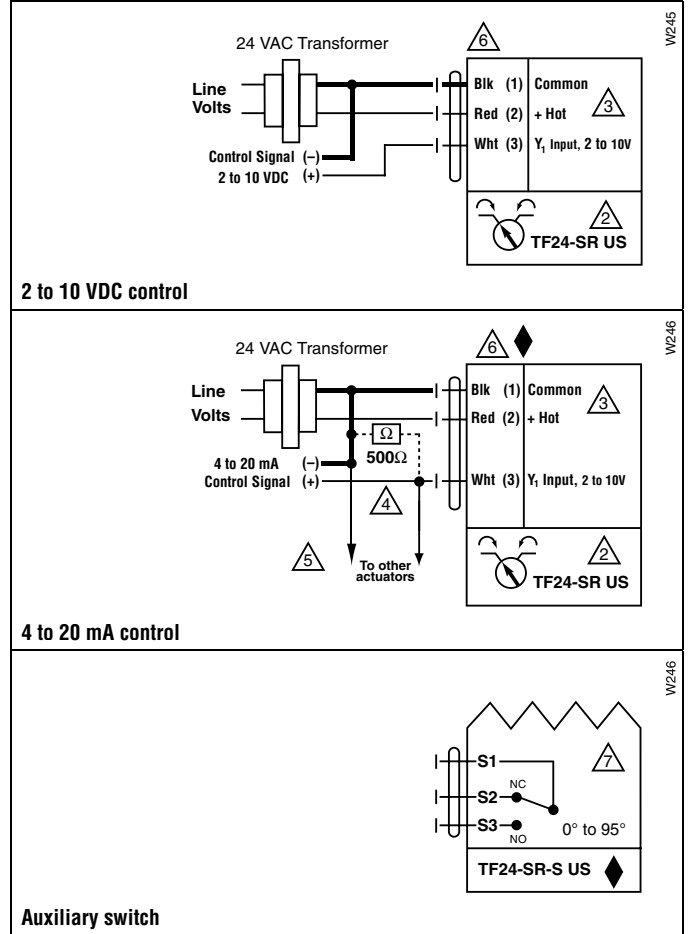 W245
24 VAC Transformer
6
Line
Volts
Blk (1) Common
3
Red (2) + Hot
Wht (3) Y₁ Input, 2 to 10V
Control Signal (–)
2 to 10 VDC (+)
2
TF24-SR US
2 to 10 VDC control
W246
24 VAC Transformer
6
Line
Volts
Blk (1) Common
3
Red (2) + Hot
Ω
500Ω
4 to 20 mA (–)
Control Signal (+)
Wht (3) Y₁ Input, 2 to 10V
4
5
To other
actuators
2
TF24-SR US
4 to 20 mA control
W246
S1
7
S2 NC
S3 NO
0° to 95°
TF24-SR-S US
Auxiliary switch